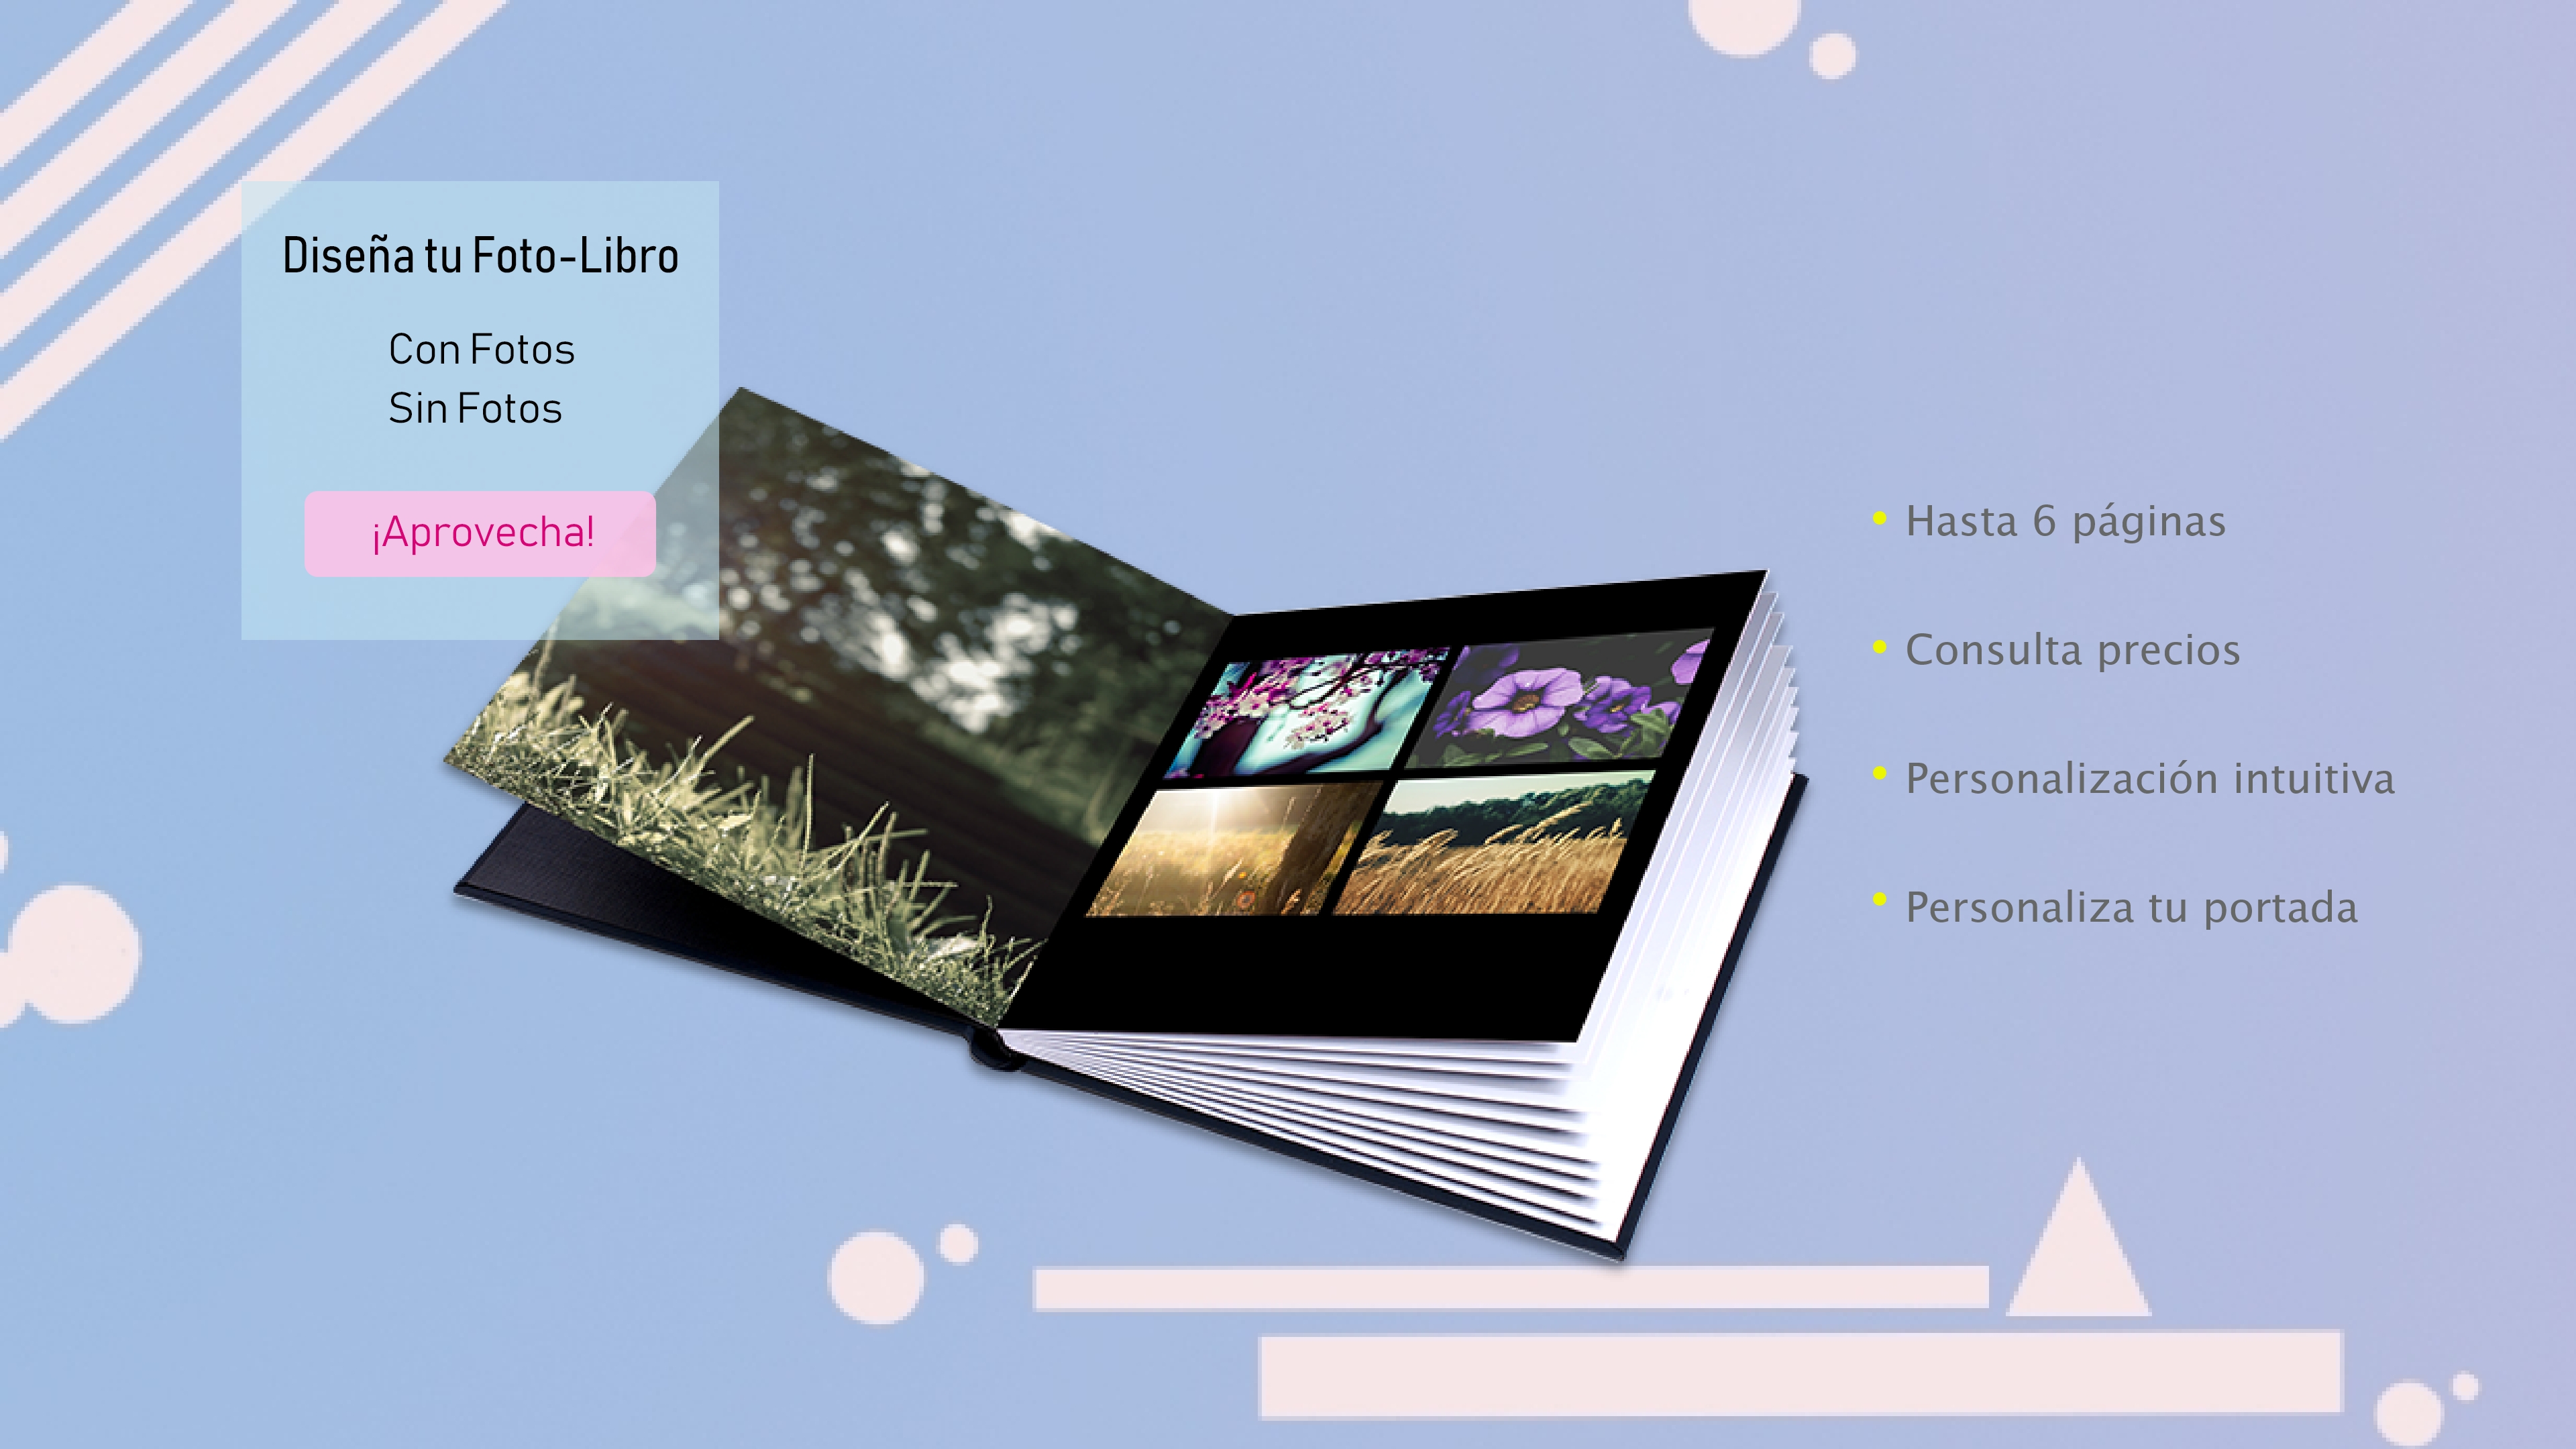 Diseña tu Foto-Libro
Con Fotos
Sin Fotos
¡Aprovecha!
• Hasta 6 páginas
• Consulta precios
• Personalización intuitiva
• Personaliza tu portada